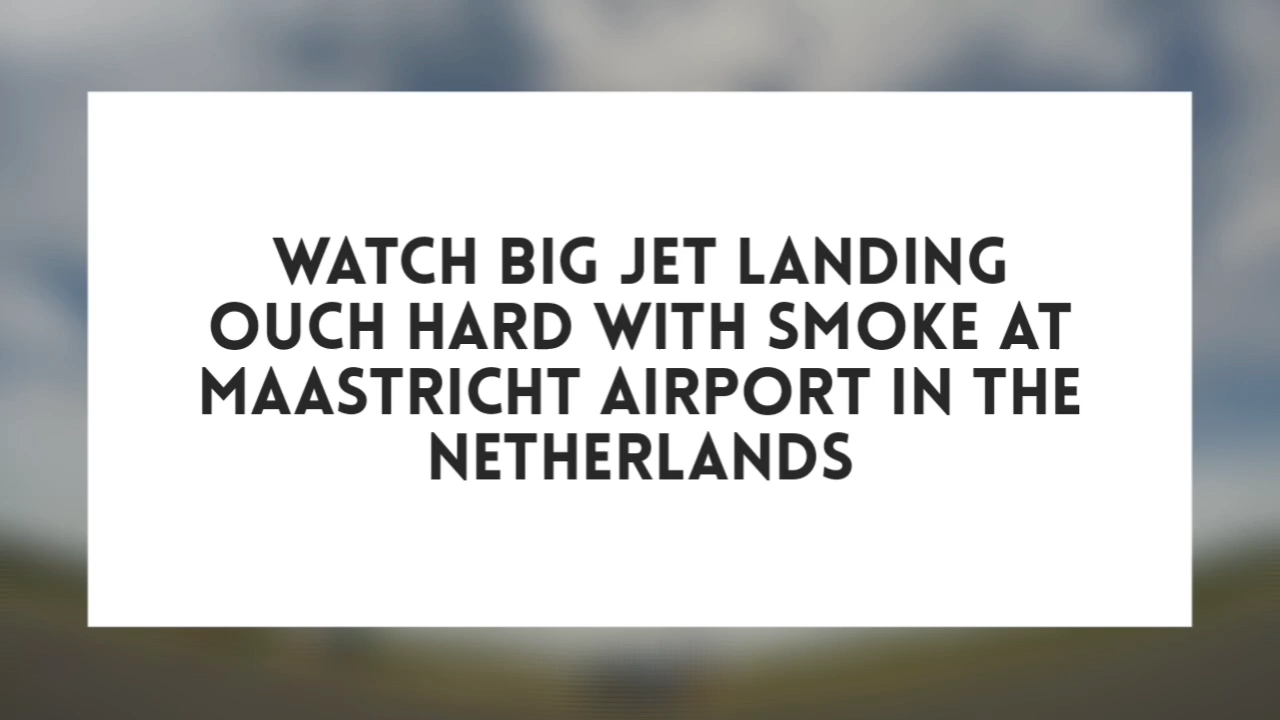 WATCH BIG JET LANDING
OUCH HARD WITH SMOKE AT
MAASTRICHT AIRPORT IN THE
NETHERLANDS